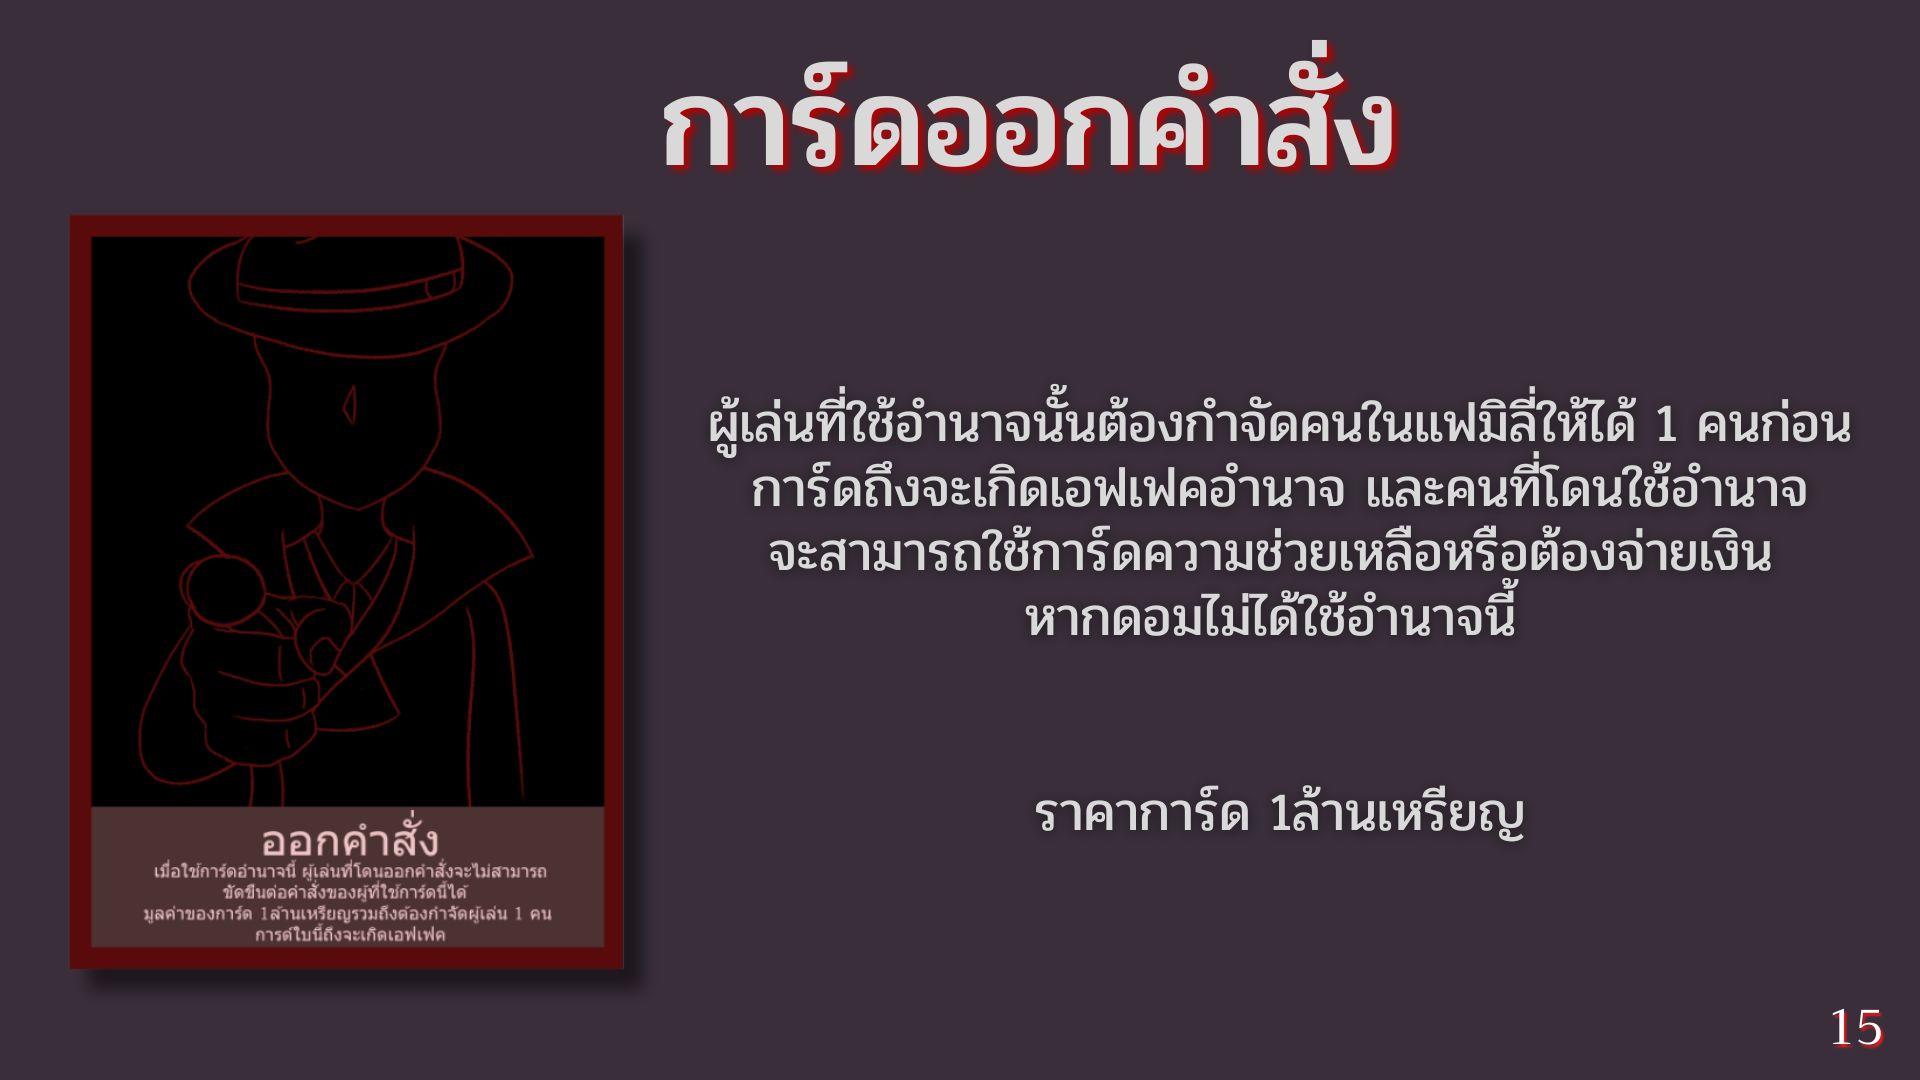 การ์ดออกคำสั่ง
ผู้เล่นที่ใช้อำนาจนั้นต้องกำจัดคนในแฟมิลี่ให้ได้ 1 คนก่อน
การ์ดถึงจะเกิดเอฟเฟคอำนาจ และคนที่โดนใช้อำนาจ
จะสามารถใช้การ์ดความช่วยเหลือหรือต้องจ่ายเงิน
หากดอมไม่ได้ใช้อำนาจนี้
ราคาการ์ด 1ล้านเหรียญ
ออกคำสั่ง
เมื่อใช้การ์ดอำนาจนี้ ผู้เล่นที่โดนออกคำสั่งจะไม่สามารถ
ขัดขืนต่อคำสั่งของผู้ที่ใช้การ์ดนี้ได้
มูลค่าของการ์ด 1ล้านเหรียญรวมถึงต้องกำจัดผู้เล่น 1 คน
การด์ใบนี้ถึงจะเกิดเอฟเฟค
15